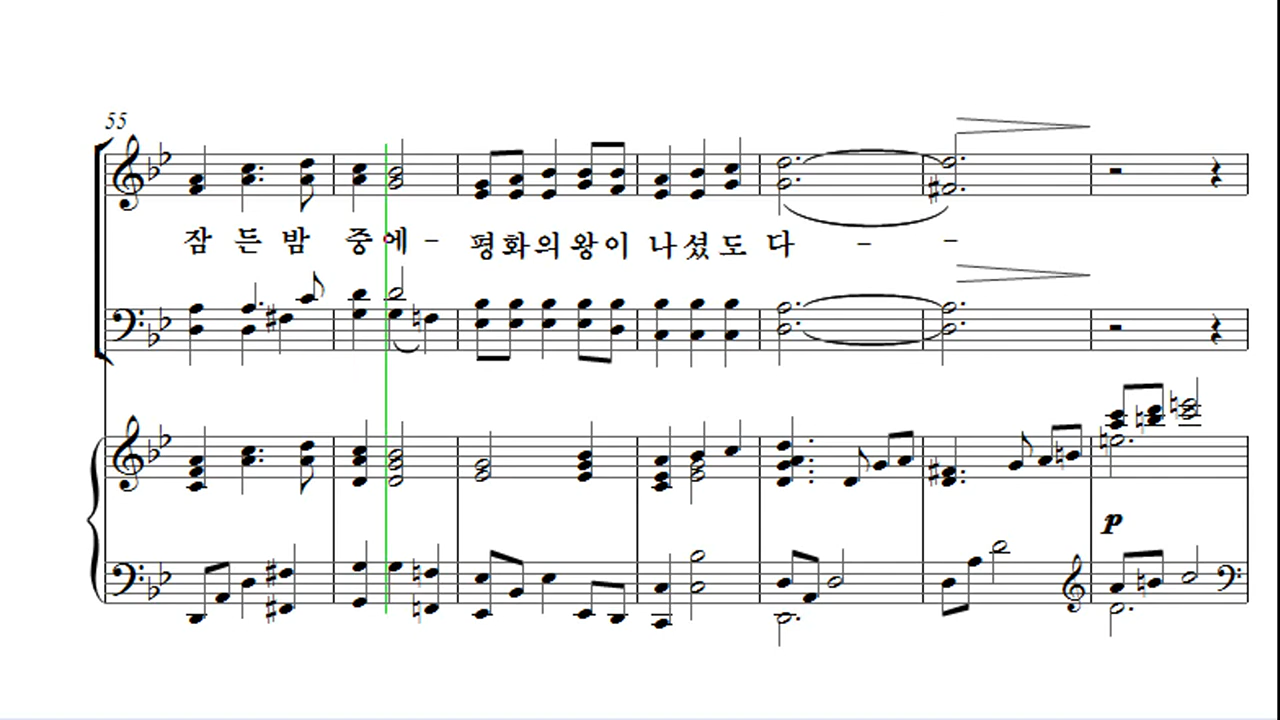 55
잠 든 밤 중 에 - 평 화 의 왕 이 나 셨 도 다 - -
p